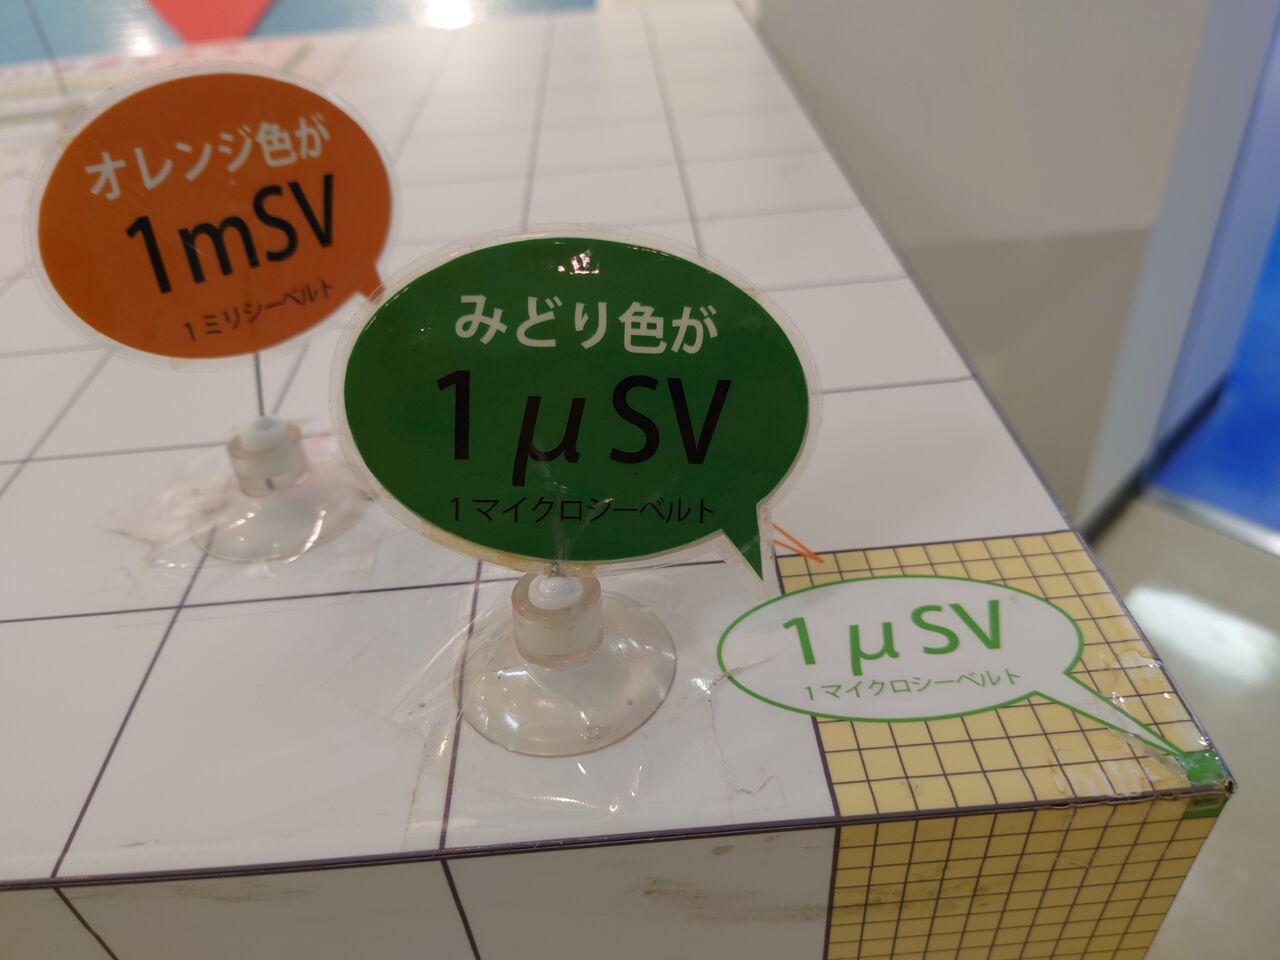 オレンジ色が
1mSV
1ミリシーベルト
みどり色が
1μSV
1マイクロシーベルト
1μSV
1マイクロシーベルト